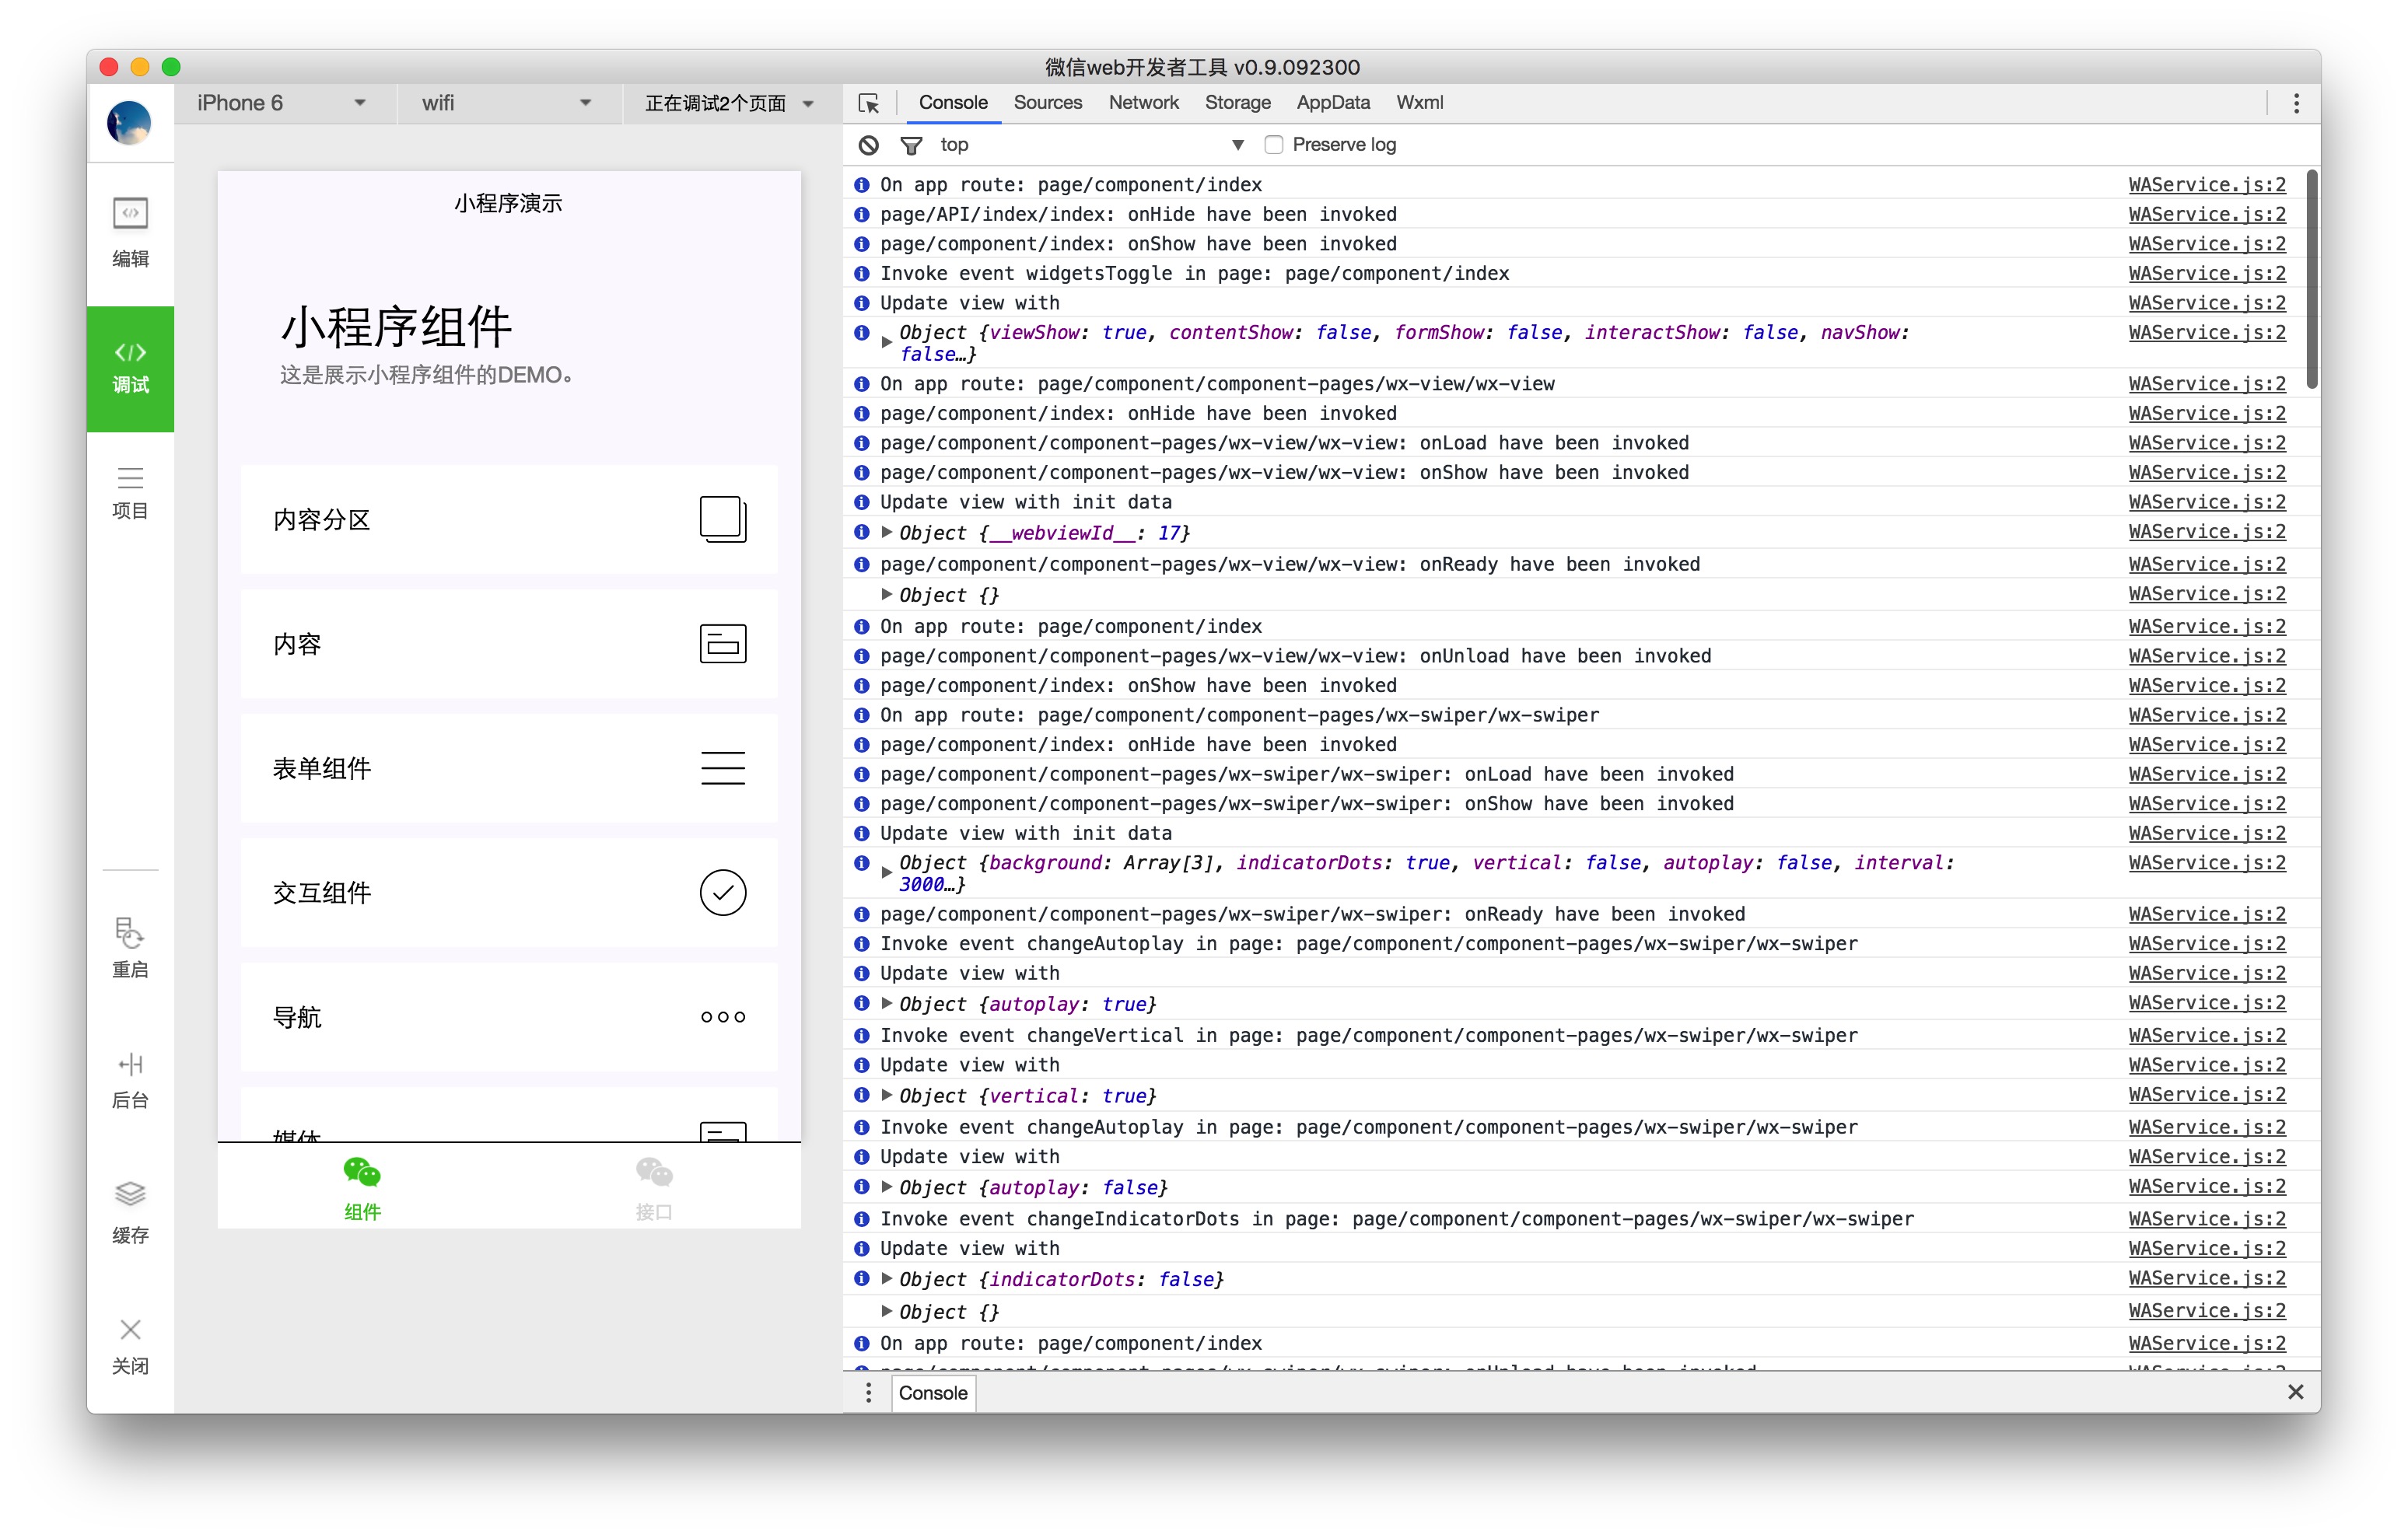 微信web开发者工具 v0.9.092300
iPhone 6
wifi
正在调试2个页面
编辑
调试
项目
重启
后台
缓存
关闭
小程序演示
小程序组件
这是展示小程序组件的DEMO。
内容分区
内容
表单组件
交互组件
导航
媒体
组件
接口
Console Sources Network Storage AppData Wxml
top Preserve log
On app route: page/component/index WAService.js:2
page/API/index/index: onHide have been invoked WAService.js:2
page/component/index: onShow have been invoked WAService.js:2
Invoke event widgetsToggle in page: page/component/index WAService.js:2
Update view with WAService.js:2
Object {viewShow: true, contentShow: false, formShow: false, interactShow: false, navShow: WAService.js:2
false…}
On app route: page/component/component-pages/wx-view/wx-view WAService.js:2
page/component/index: onHide have been invoked WAService.js:2
page/component/component-pages/wx-view/wx-view: onLoad have been invoked WAService.js:2
page/component/component-pages/wx-view/wx-view: onShow have been invoked WAService.js:2
Update view with init data WAService.js:2
Object {__webviewId__: 17} WAService.js:2
page/component/component-pages/wx-view/wx-view: onReady have been invoked WAService.js:2
Object {} WAService.js:2
On app route: page/component/index WAService.js:2
page/component/component-pages/wx-view/wx-view: onUnload have been invoked WAService.js:2
page/component/index: onShow have been invoked WAService.js:2
On app route: page/component/component-pages/wx-swiper/wx-swiper WAService.js:2
page/component/index: onHide have been invoked WAService.js:2
page/component/component-pages/wx-swiper/wx-swiper: onLoad have been invoked WAService.js:2
page/component/component-pages/wx-swiper/wx-swiper: onShow have been invoked WAService.js:2
Update view with init data WAService.js:2
Object {background: Array[3], indicatorDots: true, vertical: false, autoplay: false, interval: WAService.js:2
3000…}
page/component/component-pages/wx-swiper/wx-swiper: onReady have been invoked WAService.js:2
Invoke event changeAutoplay in page: page/component/component-pages/wx-swiper/wx-swiper WAService.js:2
Update view with WAService.js:2
Object {autoplay: true} WAService.js:2
Invoke event changeVertical in page: page/component/component-pages/wx-swiper/wx-swiper WAService.js:2
Update view with WAService.js:2
Object {vertical: true} WAService.js:2
Invoke event changeAutoplay in page: page/component/component-pages/wx-swiper/wx-swiper WAService.js:2
Update view with WAService.js:2
Object {autoplay: false} WAService.js:2
Invoke event changeIndicatorDots in page: page/component/component-pages/wx-swiper/wx-swiper WAService.js:2
Update view with WAService.js:2
Object {indicatorDots: false} WAService.js:2
Object {} WAService.js:2
On app route: page/component/index WAService.js:2
page/component/component-pages/wx-swiper/wx-swiper: onUnload have been invoked WAService.js:2
Console